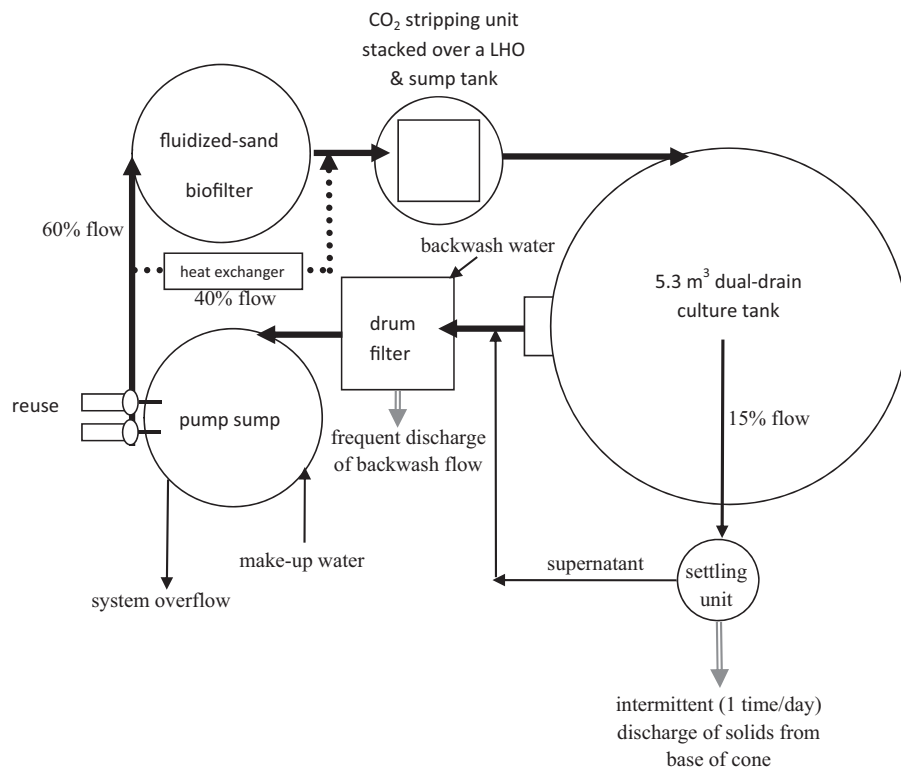 CO₂ stripping unit
stacked over a LHO
& sump tank
fluidized-sand
biofilter
60% flow
heat exchanger
40% flow
backwash water
5.3 m³ dual-drain
culture tank
drum
filter
reuse
pump sump
15% flow
frequent discharge
of backwash flow
make-up water
system overflow
supernatant
settling
unit
intermittent (1 time/day)
discharge of solids from
base of cone